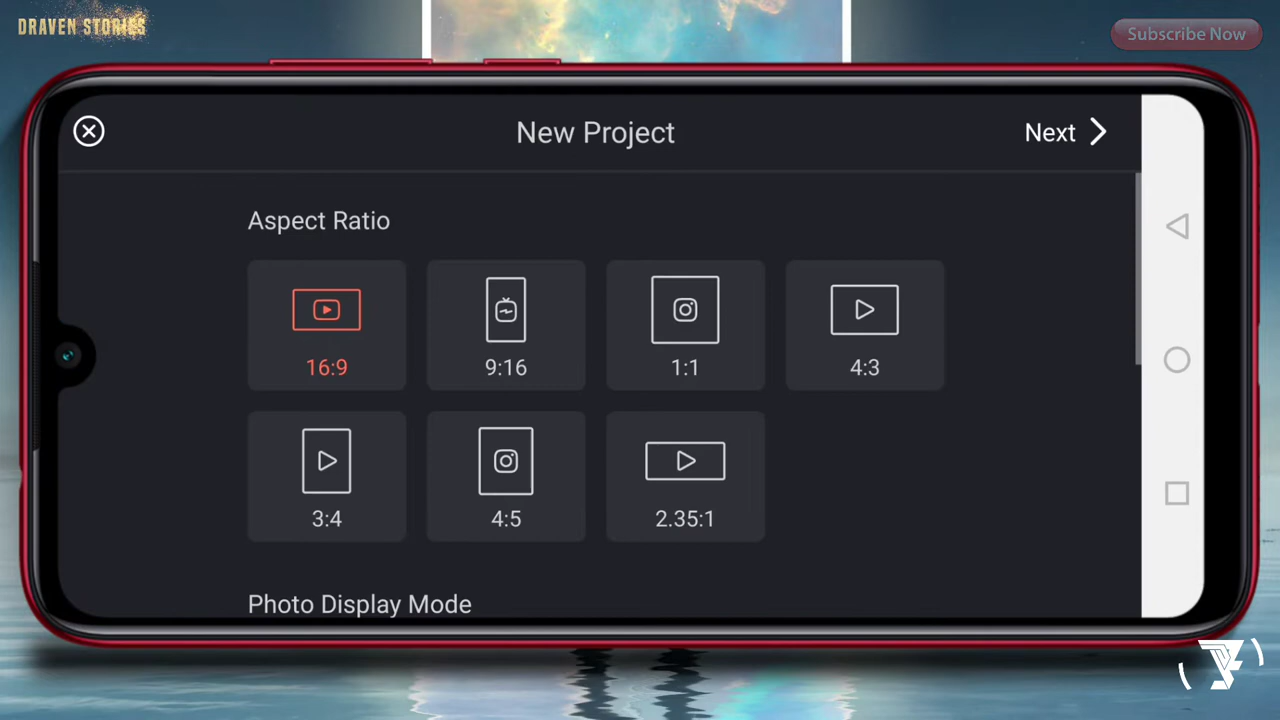 DRAVEN STORIES
Subscribe Now
New Project
Next
Aspect Ratio
16:9
9:16
1:1
4:3
3:4
4:5
2.35:1
Photo Display Mode